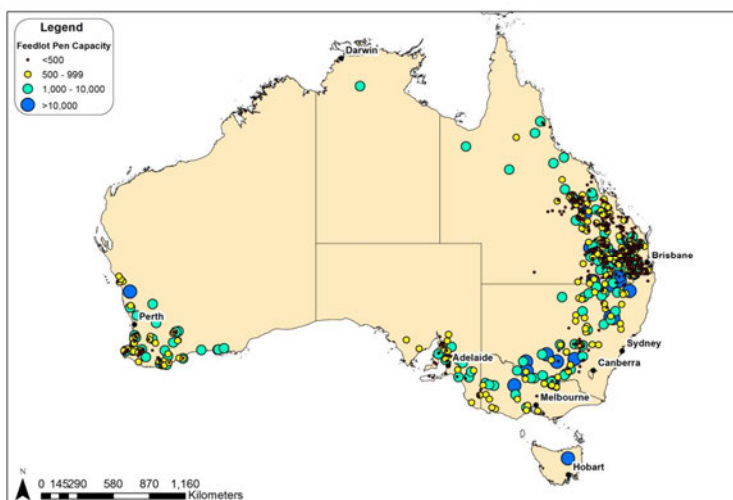 Legend
Feedlot Pen Capacity
<500
500 - 999
1,000 - 10,000
>10,000
Darwin
Brisbane
Perth
Sydney
Adelaide
Canberra
Melbourne
Hobart
N
0 145290 580 870 1,160
Kilometers